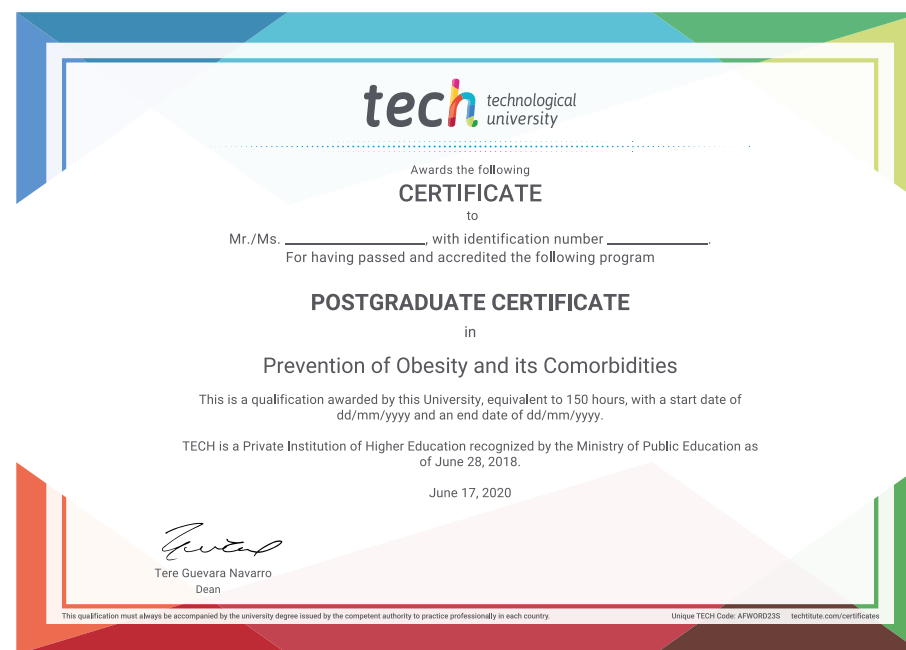 tech technological
university
Awards the following
CERTIFICATE
to
Mr./Ms. ____________________, with identification number ______________.
For having passed and accredited the following program
POSTGRADUATE CERTIFICATE
in
Prevention of Obesity and its Comorbidities
This is a qualification awarded by this University, equivalent to 150 hours, with a start date of
dd/mm/yyyy and an end date of dd/mm/yyyy.
TECH is a Private Institution of Higher Education recognized by the Ministry of Public Education as
of June 28, 2018.
June 17, 2020
Tere Guevara Navarro
Dean
This qualification must always be accompanied by the university degree issued by the competent authority to practice professionally in each country. Unique TECH Code: AFWORD23S techtitute.com/certificates